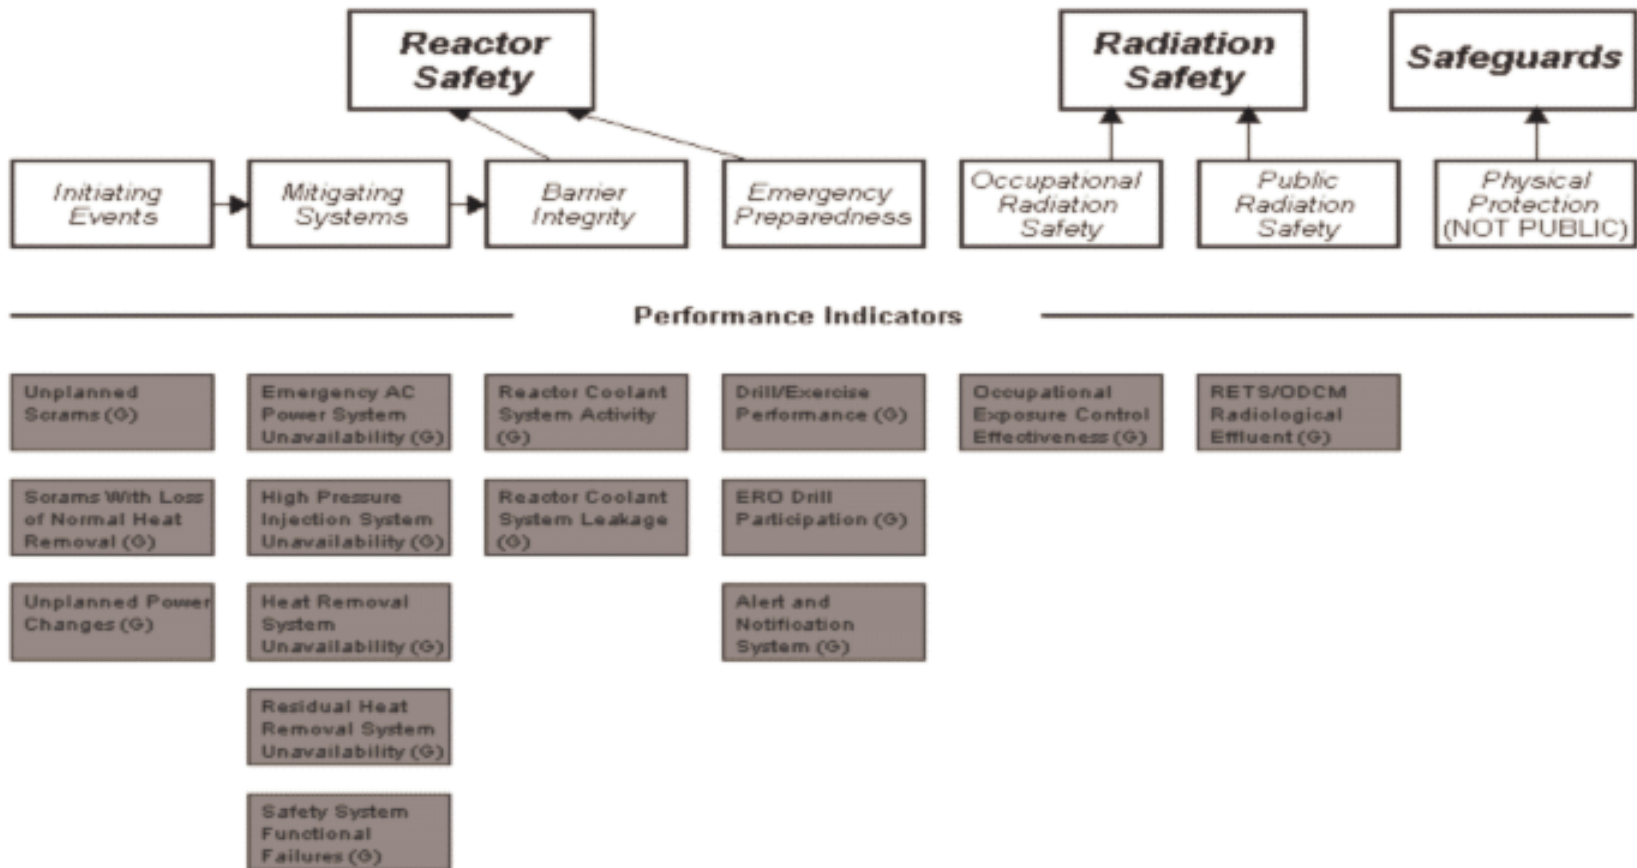 Reactor
Safety
Radiation
Safety
Safeguards
Initiating
Events
Mitigating
Systems
Barrier
Integrity
Emergency
Preparedness
Occupational
Radiation
Safety
Public
Radiation
Safety
Physical
Protection
(NOT PUBLIC)
Performance Indicators
Unplanned
Scrams (G)
Emergency AC
Power System
Unavailability (G)
Reactor Coolant
System Activity
(G)
Drill/Exercise
Performance (G)
Occupational
Exposure Control
Effectiveness (G)
RETS/ODCM
Radiological
Effluent (G)
Scrams With Loss
of Normal Heat
Removal (G)
High Pressure
Injection System
Unavailability (G)
Reactor Coolant
System Leakage
(G)
ERO Drill
Participation (G)
Unplanned Power
Changes (G)
Heat Removal
System
Unavailability (G)
Alert and
Notification
System (G)
Residual Heat
Removal System
Unavailability (G)
Safety System
Functional
Failures (G)